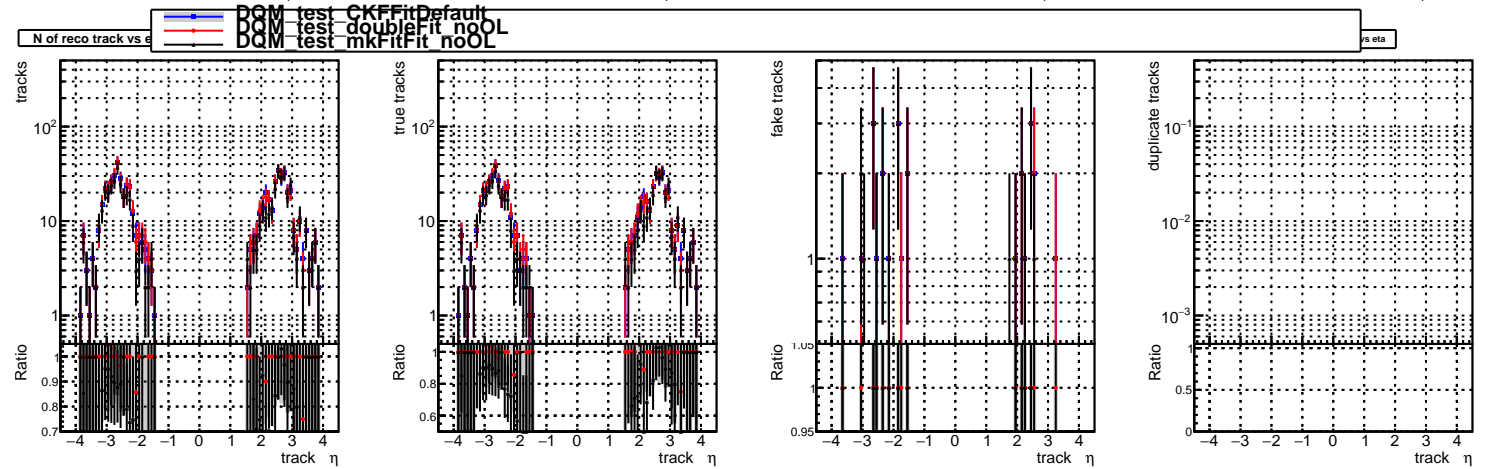 DQM_test_CKFFitDefault
DQM_test_doubleFit_noOL
DQM_test_mkFitFit_noOL
N of reco track vs e
vs eta
tracks
10²
10
1
Ratio
1
0.9
0.8
0.7
−4 −3 −2 −1 0 1 2 3 4
track η
true tracks
10²
10
1
Ratio
1
0.8
0.6
−4 −3 −2 −1 0 1 2 3 4
track η
fake tracks
1
Ratio
1.05
1
0.95
−4 −3 −2 −1 0 1 2 3 4
track η
duplicate tracks
10⁻¹
10⁻²
10⁻³
Ratio
1
0.5
0
−4 −3 −2 −1 0 1 2 3 4
track η